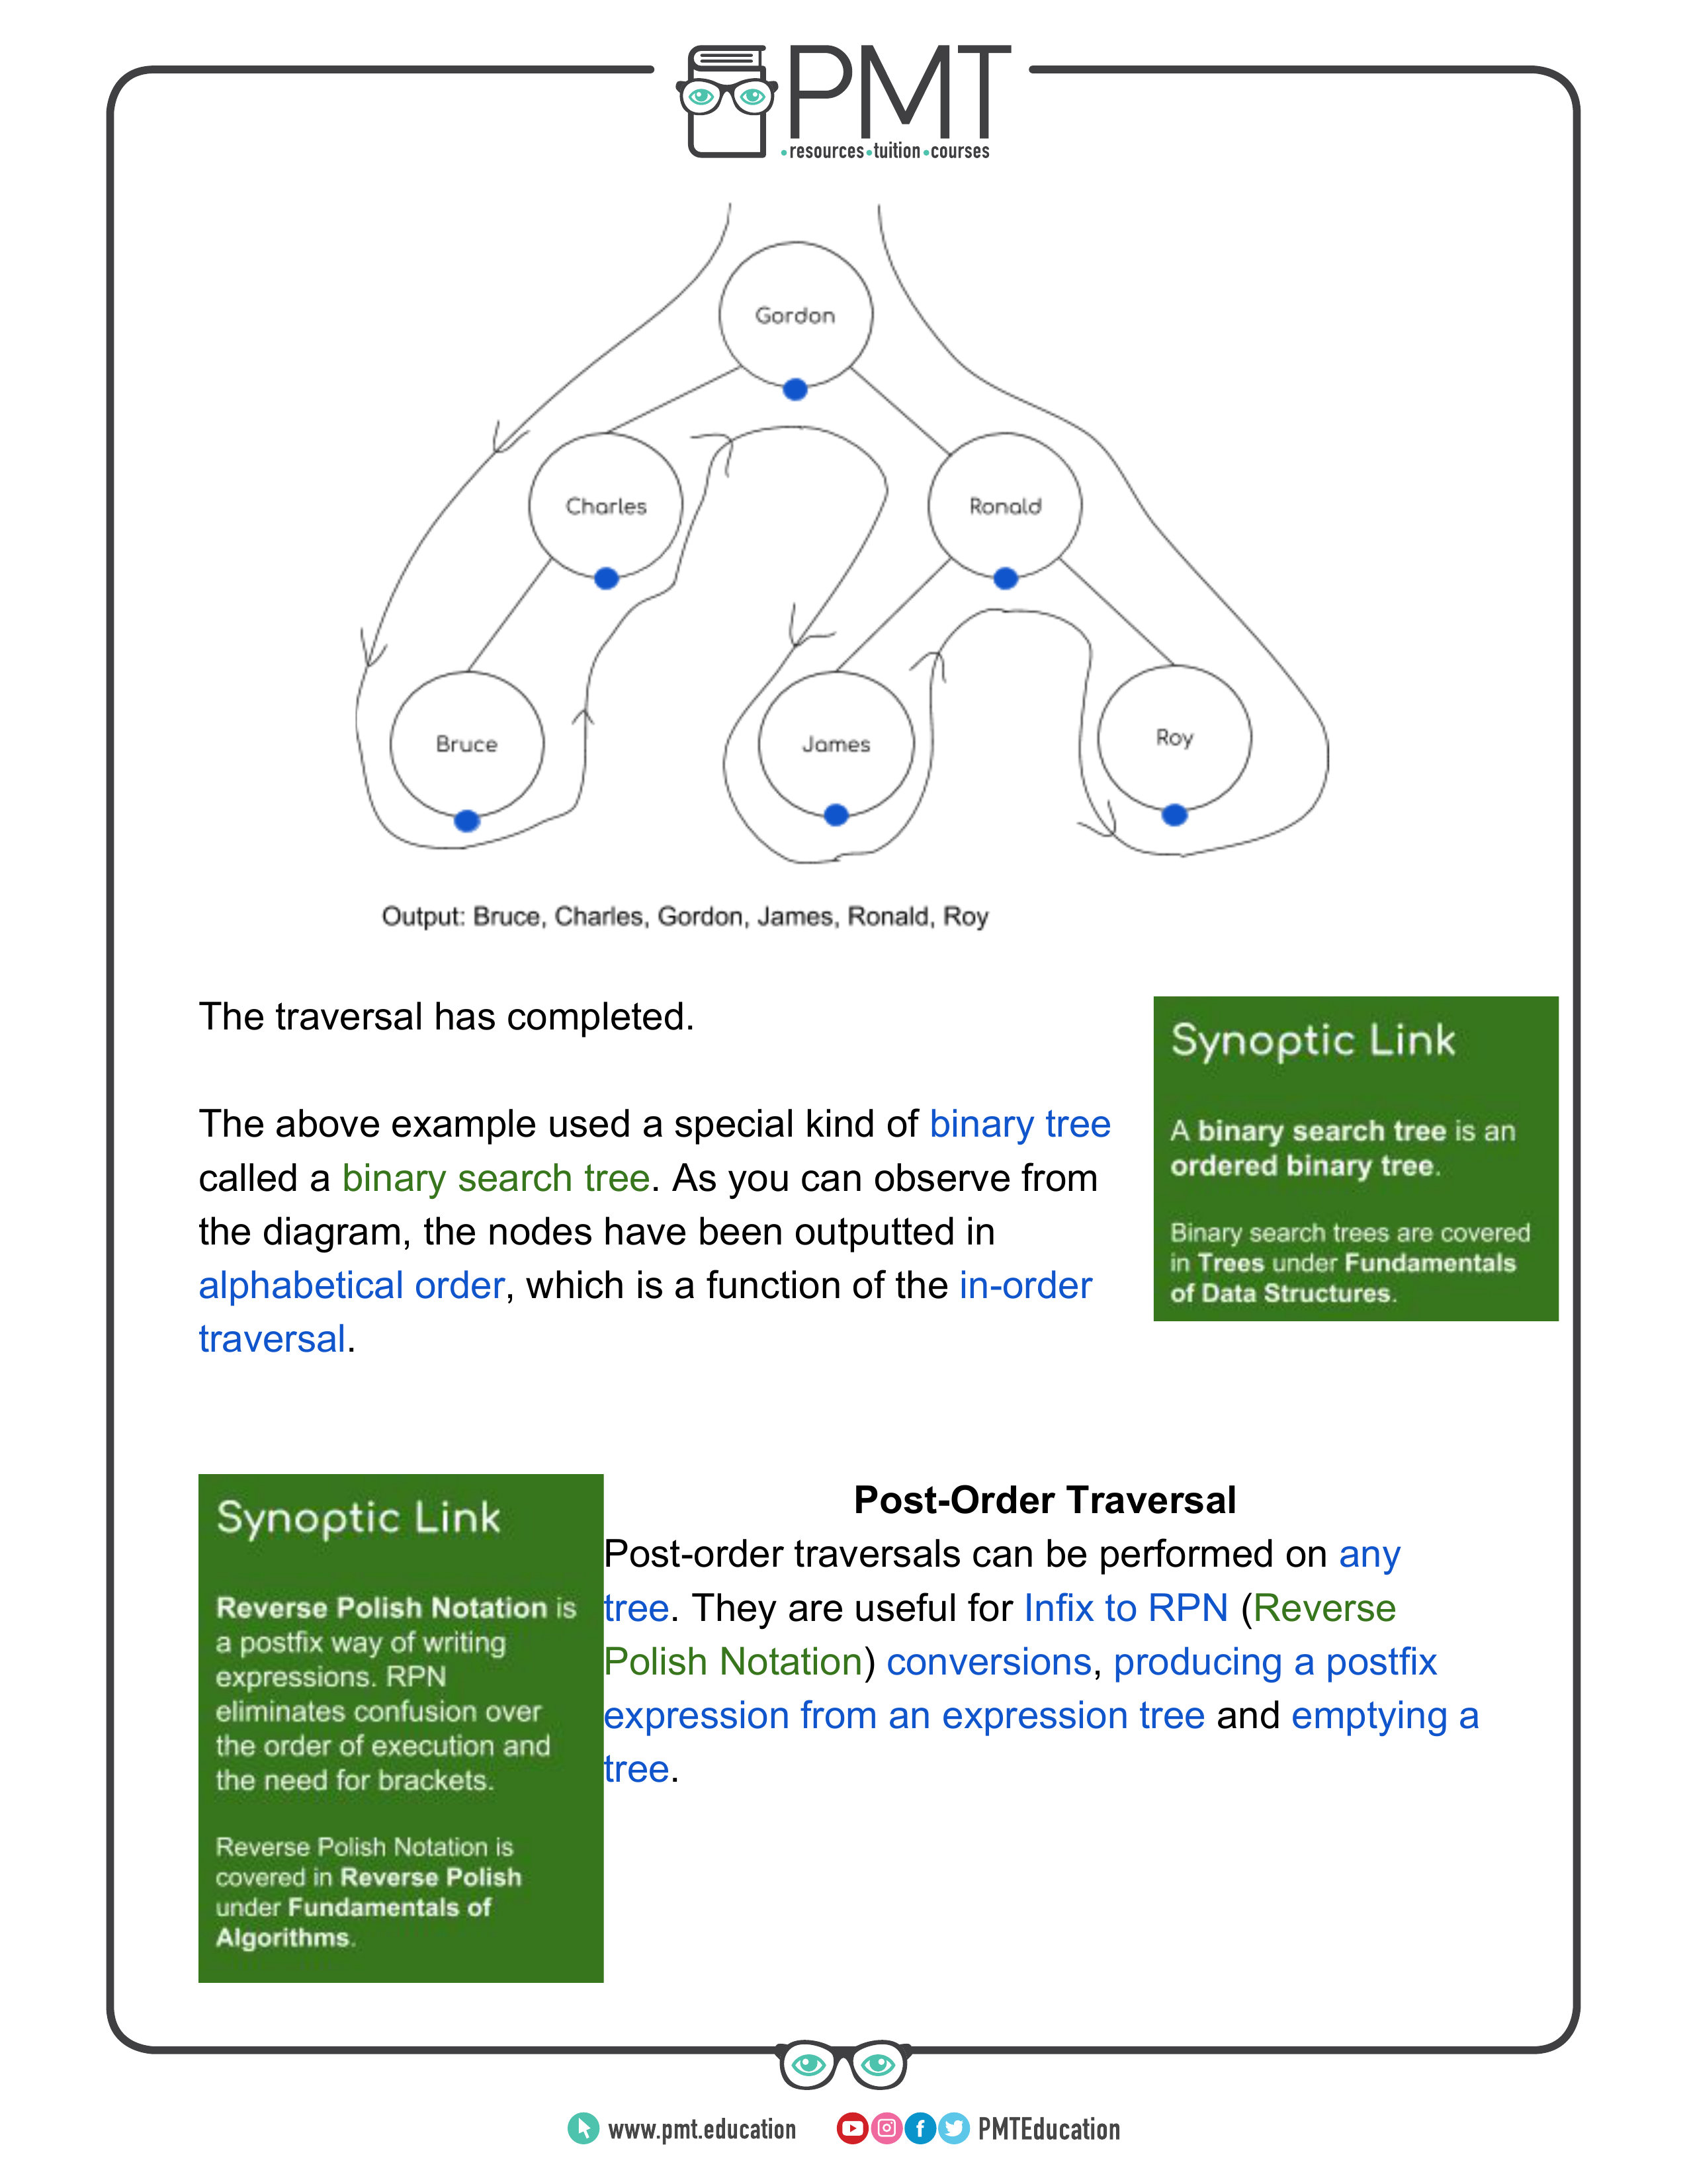 PMT
•resources•tuition•courses
Gordon
Charles
Ronald
Bruce
James
Roy
Output: Bruce, Charles, Gordon, James, Ronald, Roy
The traversal has completed.
The above example used a special kind of binary tree
called a binary search tree. As you can observe from
the diagram, the nodes have been outputted in
alphabetical order, which is a function of the in-order
traversal.
Synoptic Link
A binary search tree is an
ordered binary tree.
Binary search trees are covered
in Trees under Fundamentals
of Data Structures.
Synoptic Link
Reverse Polish Notation is
a postfix way of writing
expressions. RPN
eliminates confusion over
the order of execution and
the need for brackets.
Reverse Polish Notation is
covered in Reverse Polish
under Fundamentals of
Algorithms.
Post-Order Traversal
Post-order traversals can be performed on any
tree. They are useful for Infix to RPN (Reverse
Polish Notation) conversions, producing a postfix
expression from an expression tree and emptying a
tree.
www.pmt.education
PMTEducation